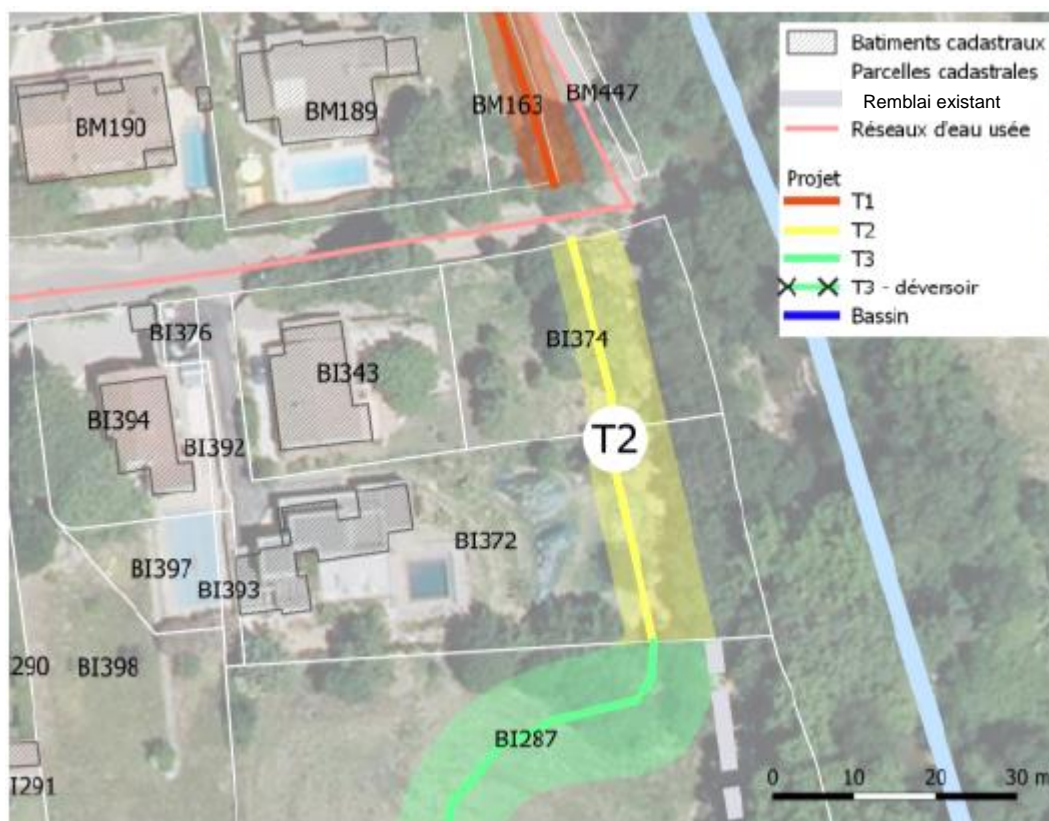 Bâtiments cadastraux
Parcelles cadastrales
Remblai existant
Réseaux d'eau usée
Projet
T1
T2
T3
T3 - déversoir
Bassin
BM190
BM189
BM163
BM447
BI376
BI343
BI374
BI394
BI392
T2
BI372
BI397
BI393
290
BI398
BI287
I291
0 10 20 30 m